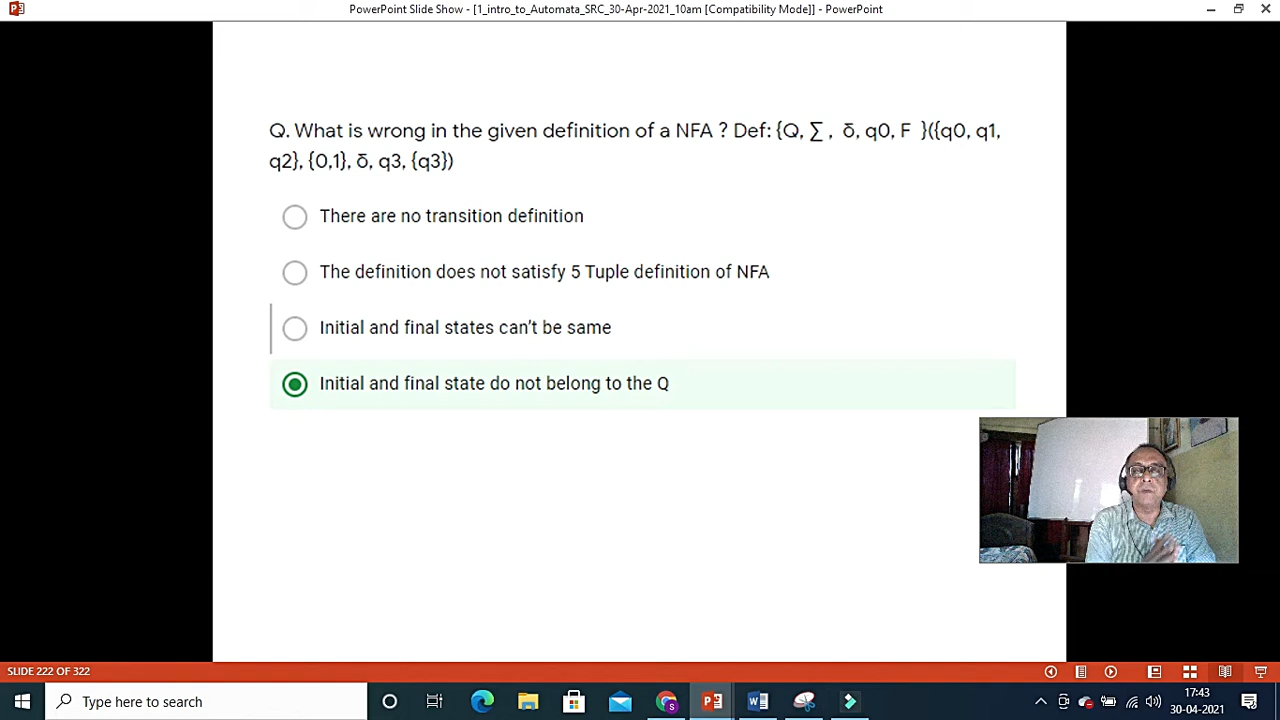 PowerPoint Slide Show - [1_intro_to_Automata_SRC_30-Apr-2021_10am [Compatibility Mode]] - PowerPoint
Q. What is wrong in the given definition of a NFA ? Def: {Q, ∑ , δ, q0, F }({q0, q1,
q2}, {0,1}, δ, q3, {q3})
There are no transition definition
The definition does not satisfy 5 Tuple definition of NFA
Initial and final states can't be same
Initial and final state do not belong to the Q
SLIDE 222 OF 322
Type here to search
17:43
30-04-2021